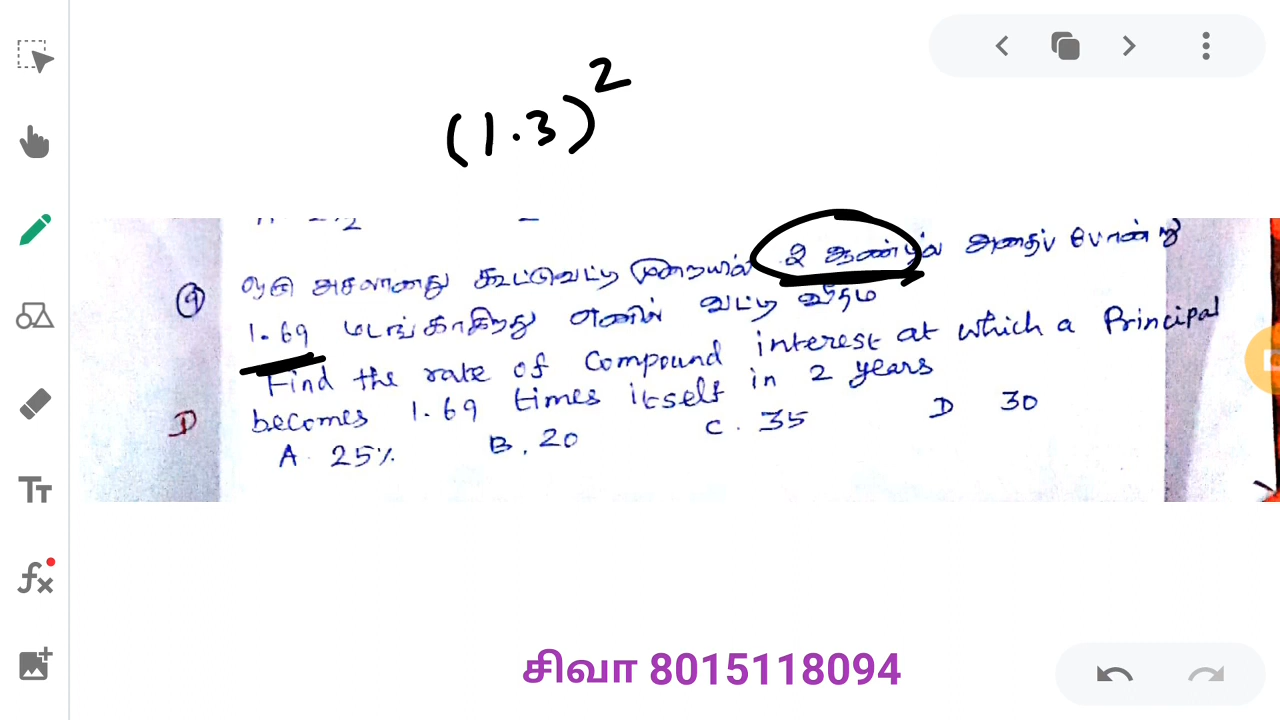 (1.3)²
9 ஒரு அசலானது கூட்டுவட்டி முறையில் 2 ஆண்டில் அதைப் போன்று
1.69 மடங்காகிறது எனில் வட்டி வீதம்
Find the rate of Compound interest at which a Principal
becomes 1.69 times itself in 2 years
D
A. 25% B. 20 C. 35 D 30
Tт
fx
சிவா 8015118094